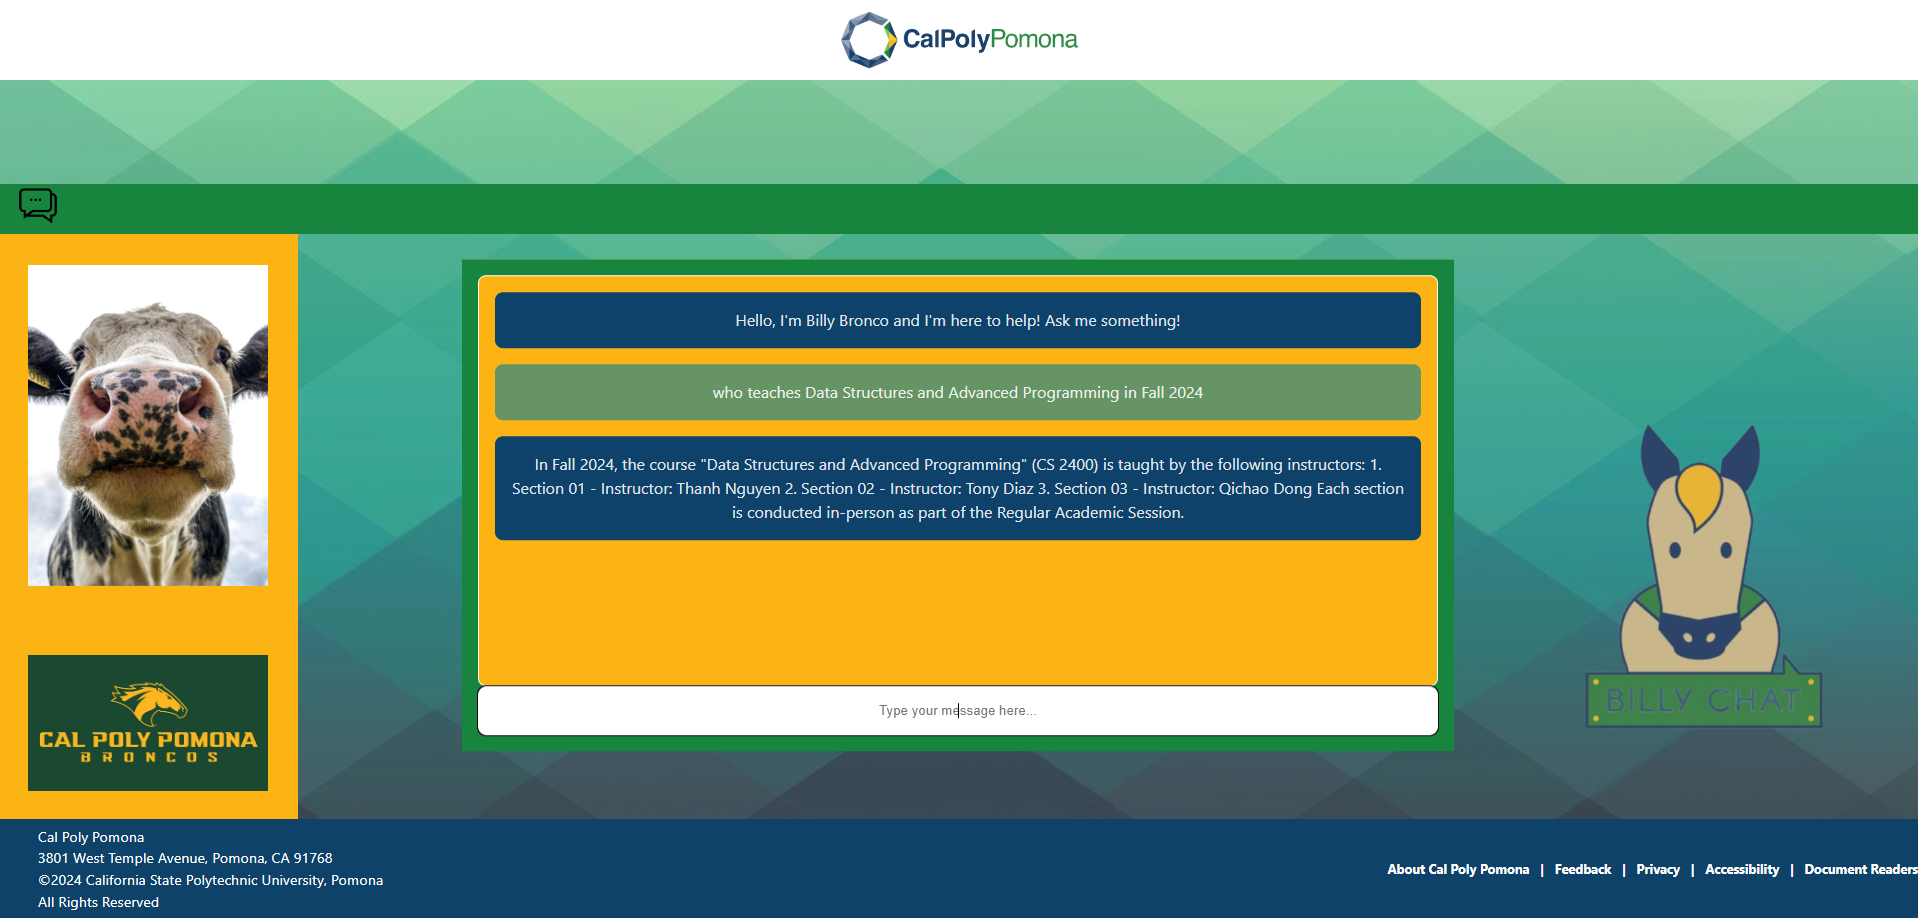 CalPolyPomona
Hello, I'm Billy Bronco and I'm here to help! Ask me something!
who teaches Data Structures and Advanced Programming in Fall 2024
In Fall 2024, the course "Data Structures and Advanced Programming" (CS 2400) is taught by the following instructors: 1.
Section 01 - Instructor: Thanh Nguyen 2. Section 02 - Instructor: Tony Diaz 3. Section 03 - Instructor: Qichao Dong Each section
is conducted in-person as part of the Regular Academic Session.
Type your message here...
BILLY CHAT
CAL POLY POMONA
BRONCOS
Cal Poly Pomona
3801 West Temple Avenue, Pomona, CA 91768
©2024 California State Polytechnic University, Pomona
All Rights Reserved
About Cal Poly Pomona | Feedback | Privacy | Accessibility | Document Readers